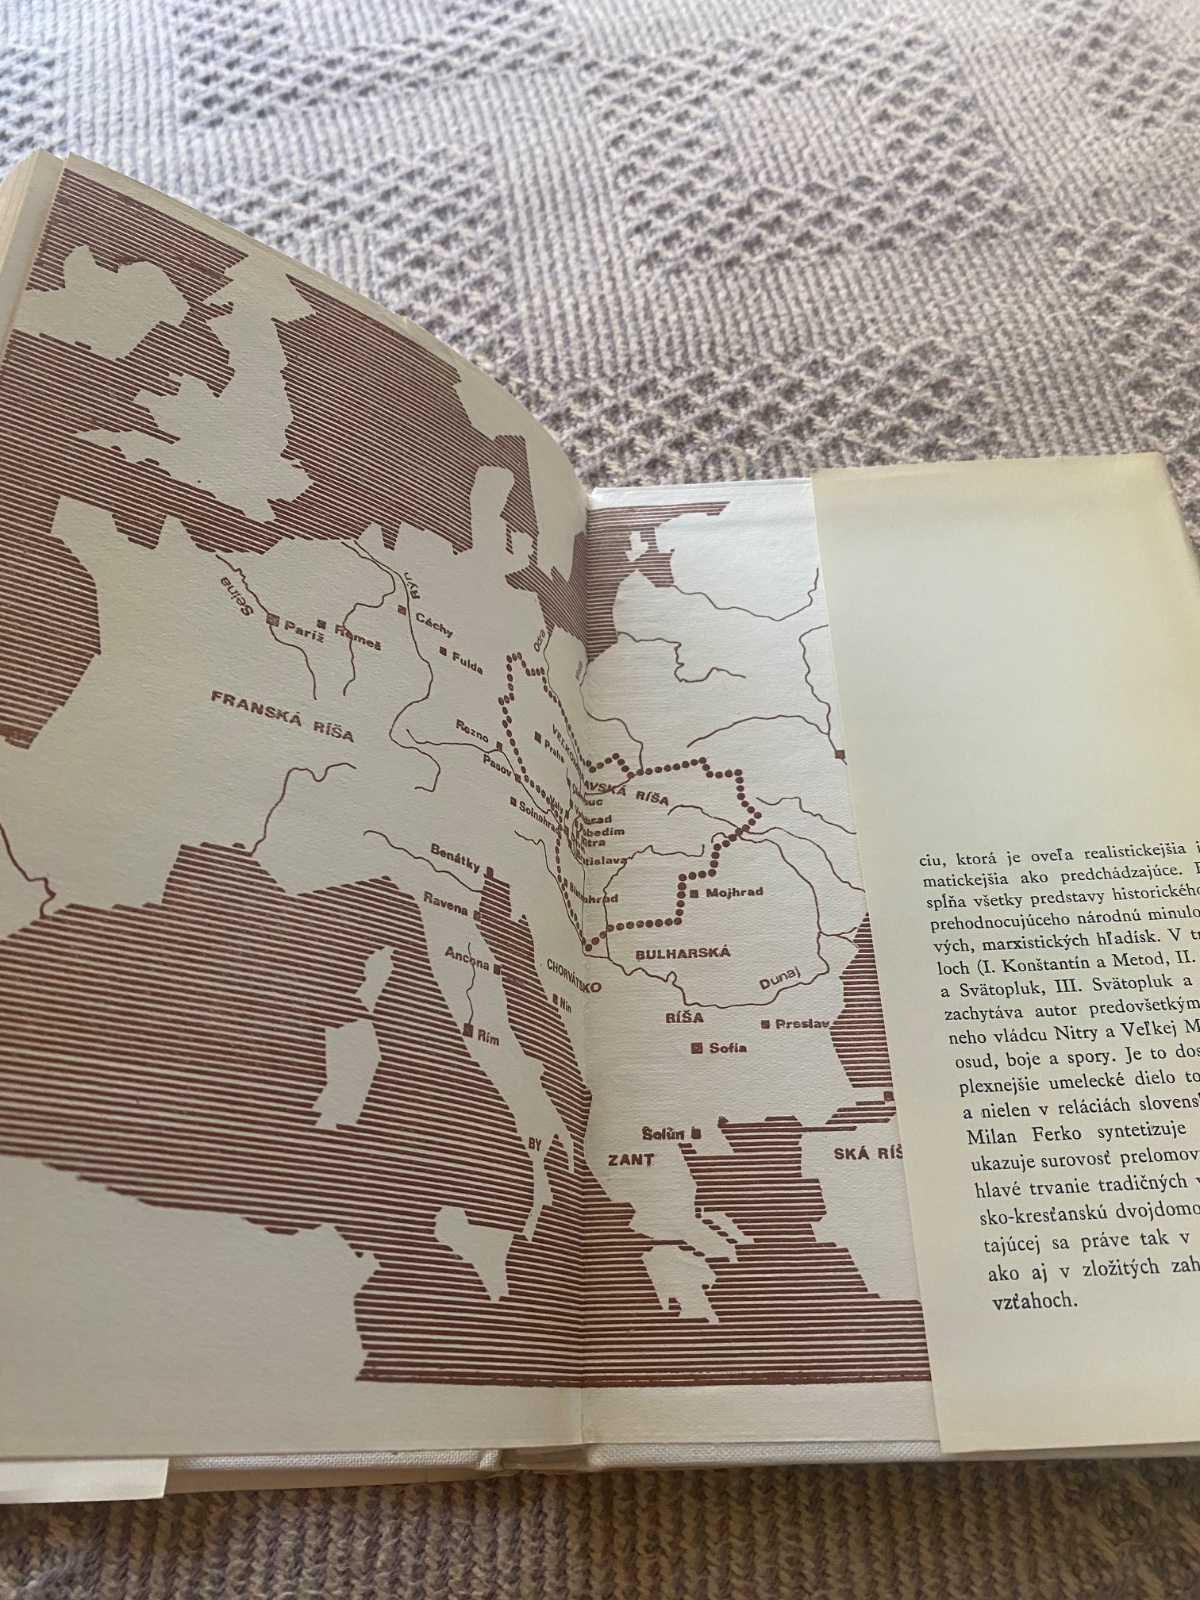 Seina
Rýn
Paríž
Remeš
Cáchy
Fulda
Odra
FRANSKÁ RÍŠA
Rezno
Praha
Pasov
Solnohrad
Benátky
Ravena
Ancona
CHORVÁTSKO
Nin
Rím
BY
RÍŠA
Mojhrad
BULHARSKÁ
Dunaj
RÍŠA
Preslav
Sofia
Solún
ZANT
SKÁ RÍŠ
ciu, ktorá je oveľa realistickejšia
matickejšia ako predchádzajúce.
spĺňa všetky predstavy historického
prehodnocujúceho národnú minulo
vých, marxistických hľadísk. V
loch (I. Konštantín a Metod, II.
a Svätopluk, III. Svätopluk a
zachytáva autor predovšetkým
neho vládcu Nitry a Veľkej M
osud, boje a spory. Je to dos
plexnejšie umelecké dielo to
a nielen v reláciách slovens
Milan Ferko syntetizuje
ukazuje surovosť prelomov
hlavé trvanie tradičných
sko-kresťanskú dvojdomo
tajúcej sa práve tak v
ako aj v zložitých zah
vzťahoch.